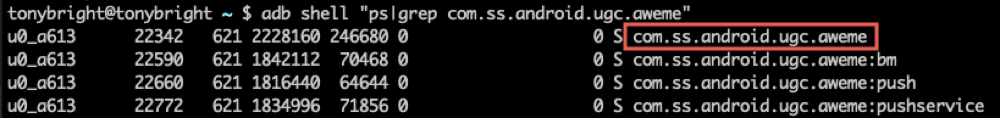 tonybright@tonybright ~ $ adb shell "ps|grep com.ss.android.ugc.aweme"
u0_a613 22342 621 2228160 246680 0 0 S com.ss.android.ugc.aweme
u0_a613 22590 621 1842112 70468 0 0 S com.ss.android.ugc.aweme:bm
u0_a613 22660 621 1816440 64644 0 0 S com.ss.android.ugc.aweme:push
u0_a613 22772 621 1834996 71856 0 0 S com.ss.android.ugc.aweme:pushservice